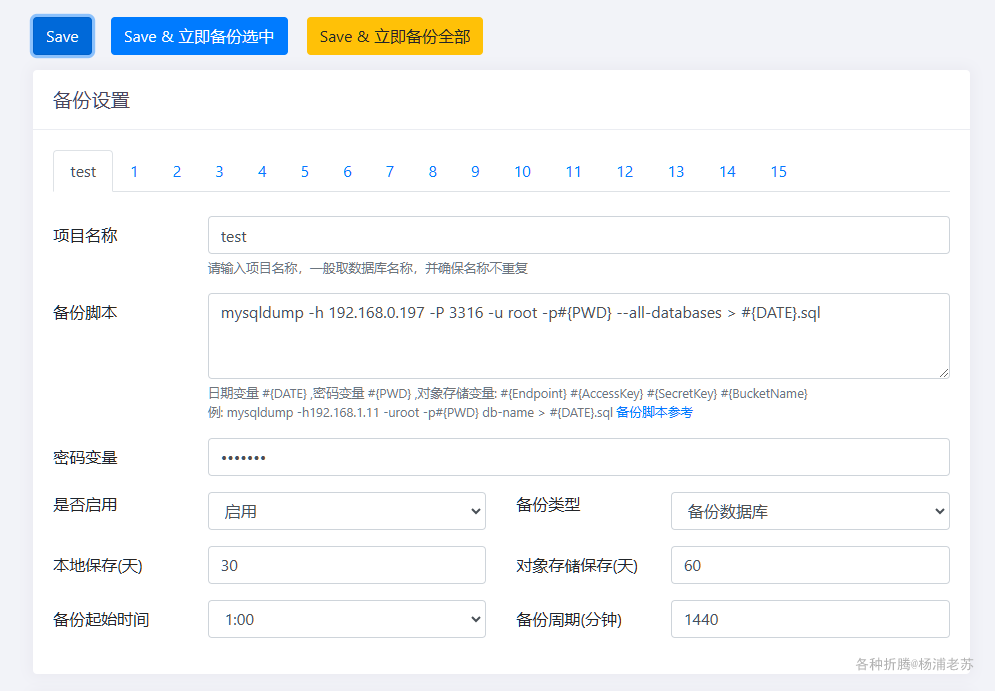 Save Save & 立即备份选中 Save & 立即备份全部
备份设置
test 1 2 3 4 5 6 7 8 9 10 11 12 13 14 15
项目名称 test
请输入项目名称，一般取数据库名称，并确保名称不重复
备份脚本 mysqldump -h 192.168.0.197 -P 3316 -u root -p#{PWD} --all-databases > #{DATE}.sql
日期变量 #{DATE} ,密码变量 #{PWD} ,对象存储变量: #{Endpoint} #{AccessKey} #{SecretKey} #{BucketName}
例: mysqldump -h192.168.1.11 -uroot -p#{PWD} db-name > #{DATE}.sql 备份脚本参考
密码变量 •••••••
是否启用 启用 备份类型 备份数据库
本地保存(天) 30 对象存储保存(天) 60
备份起始时间 1:00 备份周期(分钟) 1440
各种折腾@杨浦老苏